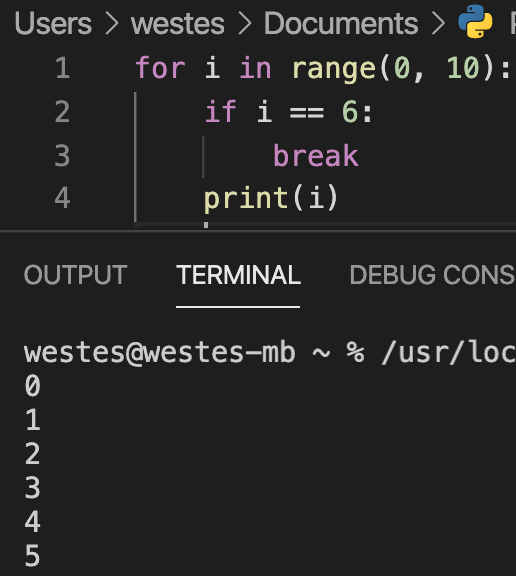 Users > westes > Documents >
1 for i in range(0, 10):
2     if i == 6:
3         break
4     print(i)
OUTPUT TERMINAL DEBUG CONS
westes@westes-mb ~ % /usr/loc
0
1
2
3
4
5